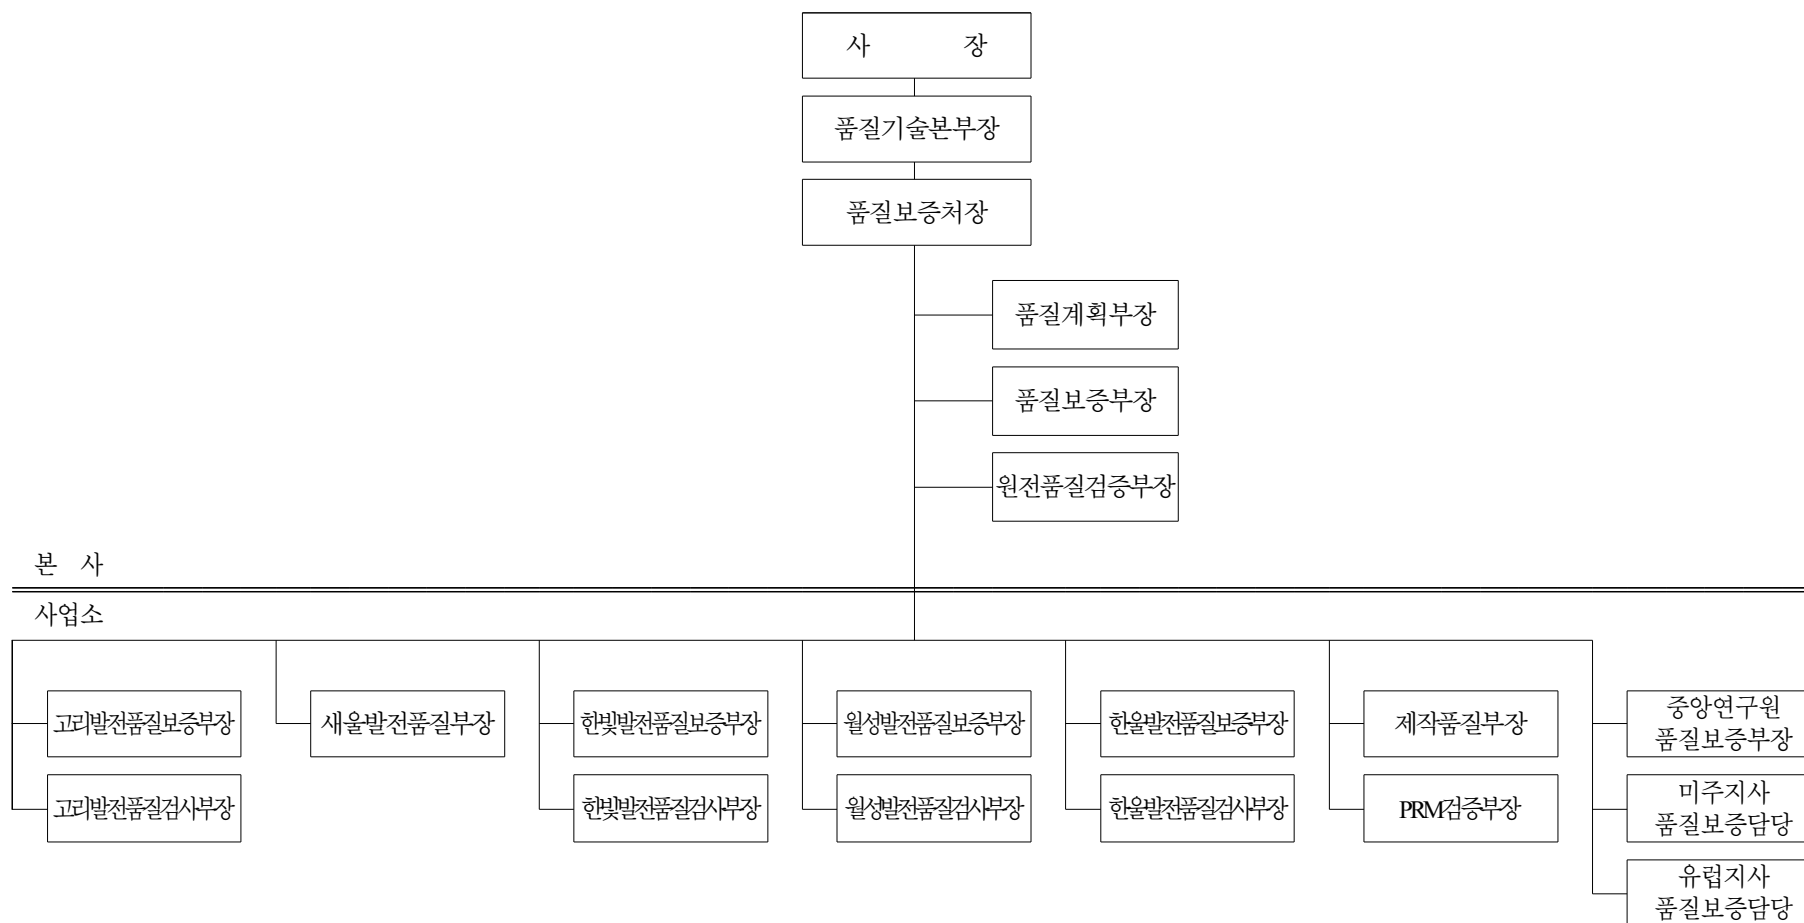 사 장
품질기술본부장
품질보증처장
품질계획부장
품질보증부장
원전품질검증부장
본 사
사업소
고리발전품질보증부장
새울발전품질부장
한빛발전품질보증부장
월성발전품질보증부장
한울발전품질보증부장
제작품질부장
중앙연구원
품질보증부장
고리발전품질검사부장
한빛발전품질검사부장
월성발전품질검사부장
한울발전품질검사부장
PRM검증부장
미주지사
품질보증담당
유럽지사
품질보증담당